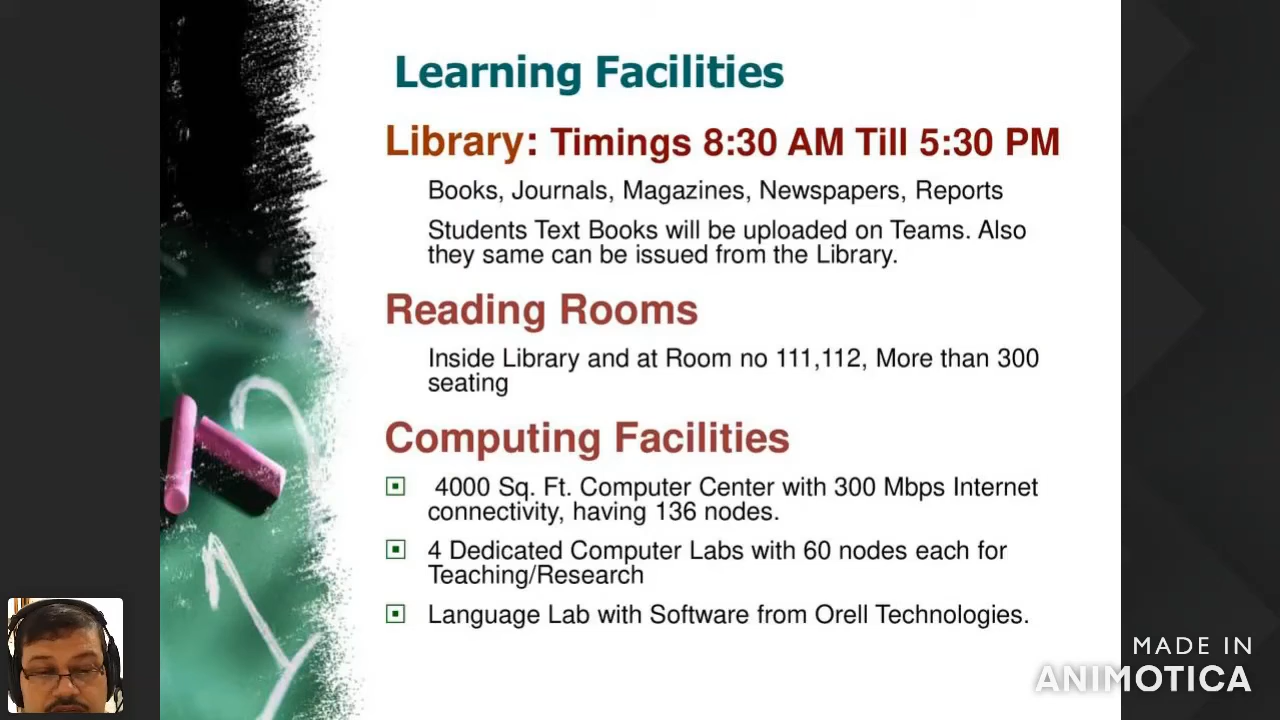 Learning Facilities
Library: Timings 8:30 AM Till 5:30 PM
Books, Journals, Magazines, Newspapers, Reports
Students Text Books will be uploaded on Teams. Also
they same can be issued from the Library.
Reading Rooms
Inside Library and at Room no 111,112, More than 300
seating
Computing Facilities
4000 Sq. Ft. Computer Center with 300 Mbps Internet
connectivity, having 136 nodes.
4 Dedicated Computer Labs with 60 nodes each for
Teaching/Research
Language Lab with Software from Orell Technologies.
MADE IN
ANIMOTICA